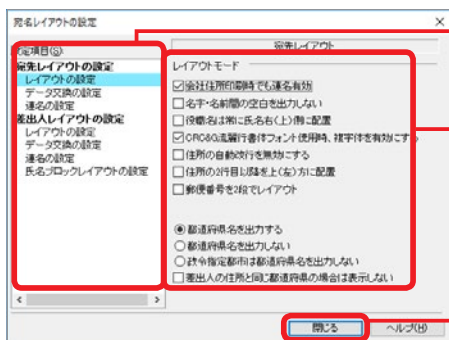 宛名レイアウトの設定
設定項目(S):
宛先レイアウトの設定
レイアウトの設定
データ交換の設定
連名の設定
差出人レイアウトの設定
レイアウトの設定
データ交換の設定
連名の設定
氏名ブロックレイアウトの設定
宛先レイアウト
レイアウトモード
会社住所印刷時でも連名有効
名字・名前間の空白を出力しない
役職名は常に氏名右(上)側に配置
CRC&G流麗行書体フォント使用時、雅字体を有効にする
住所の自動改行を無効にする
住所の2行目以降を上(左)方に配置
郵便番号を2段でレイアウト
都道府県名を出力する
都道府県名を出力しない
政令指定都市は都道府県名を出力しない
差出人の住所と同じ都道府県の場合は表示しない
閉じる
ヘルプ(H)